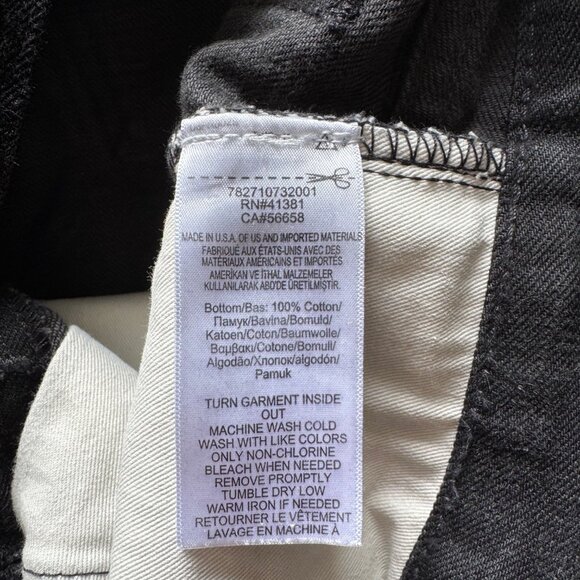 782710732001
RN#41381
CA#56658
MADE IN U.S.A. OF US AND IMPORTED MATERIALS
FABRIQUÉ AUX ÉTATS-UNIS AVEC DES
MATÉRIAUX AMERICAINS ET IMPORTÉS
AMERİKAN VE İTHAL MALZEMELER
KULLANILARAK ABD'DE ÜRETİLMİŞTİR.
Bottom/Bas: 100% Cotton/
Памук/Bavlna/Bomuld/
Katoen/Coton/Baumwolle/
Βαμβακι/Cotone/Bomull/
Algodão/Хлопок/algodón/
Pamuk
TURN GARMENT INSIDE
OUT
MACHINE WASH COLD
WASH WITH LIKE COLORS
ONLY NON-CHLORINE
BLEACH WHEN NEEDED
REMOVE PROMPTLY
TUMBLE DRY LOW
WARM IRON IF NEEDED
RETOURNER LE VÊTEMENT
LAVAGE EN MACHINE À